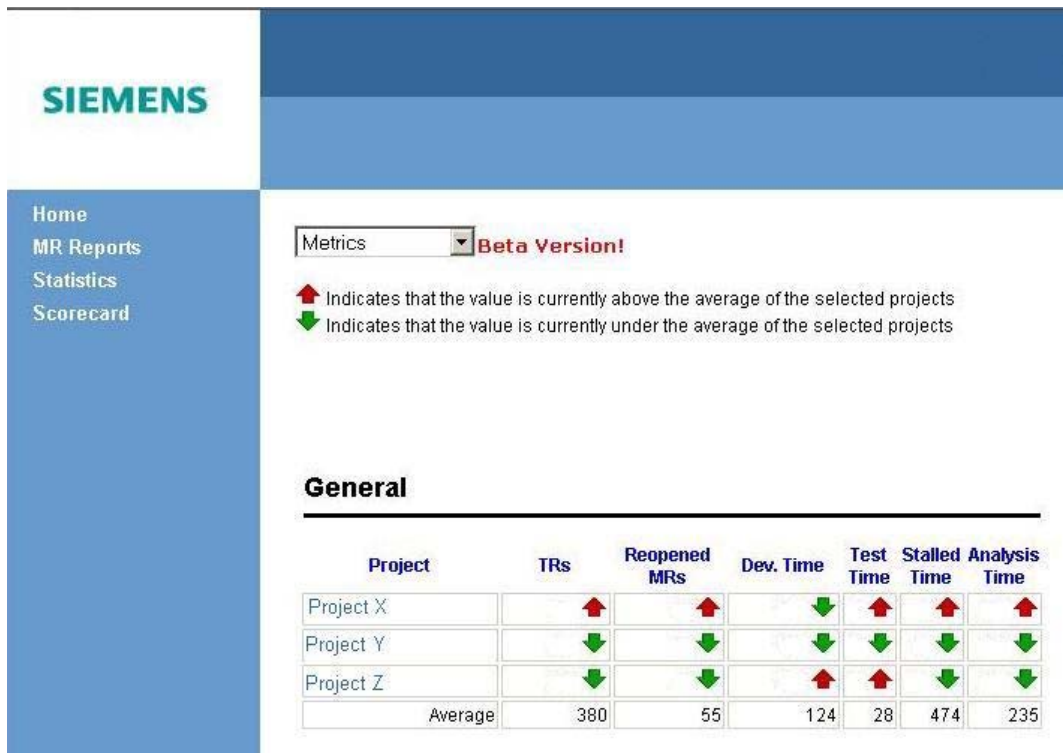 SIEMENS
Home
MR Reports
Statistics
Scorecard
Metrics Beta Version!
Indicates that the value is currently above the average of the selected projects
Indicates that the value is currently under the average of the selected projects
General
Project TRs Reopened MRs Dev. Time Test Time Stalled Time Analysis Time
Project X
Project Y
Project Z
Average 380 55 124 28 474 235